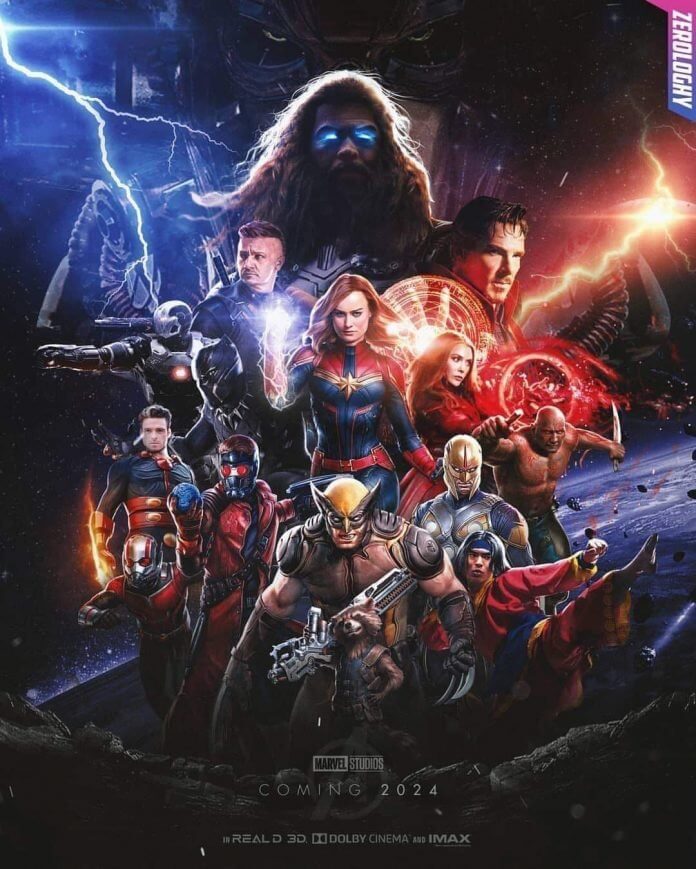 ZEROLOGHY
MARVEL STUDIOS
COMING 2024
IN REAL D 3D, DOLBY CINEMA AND IMAX